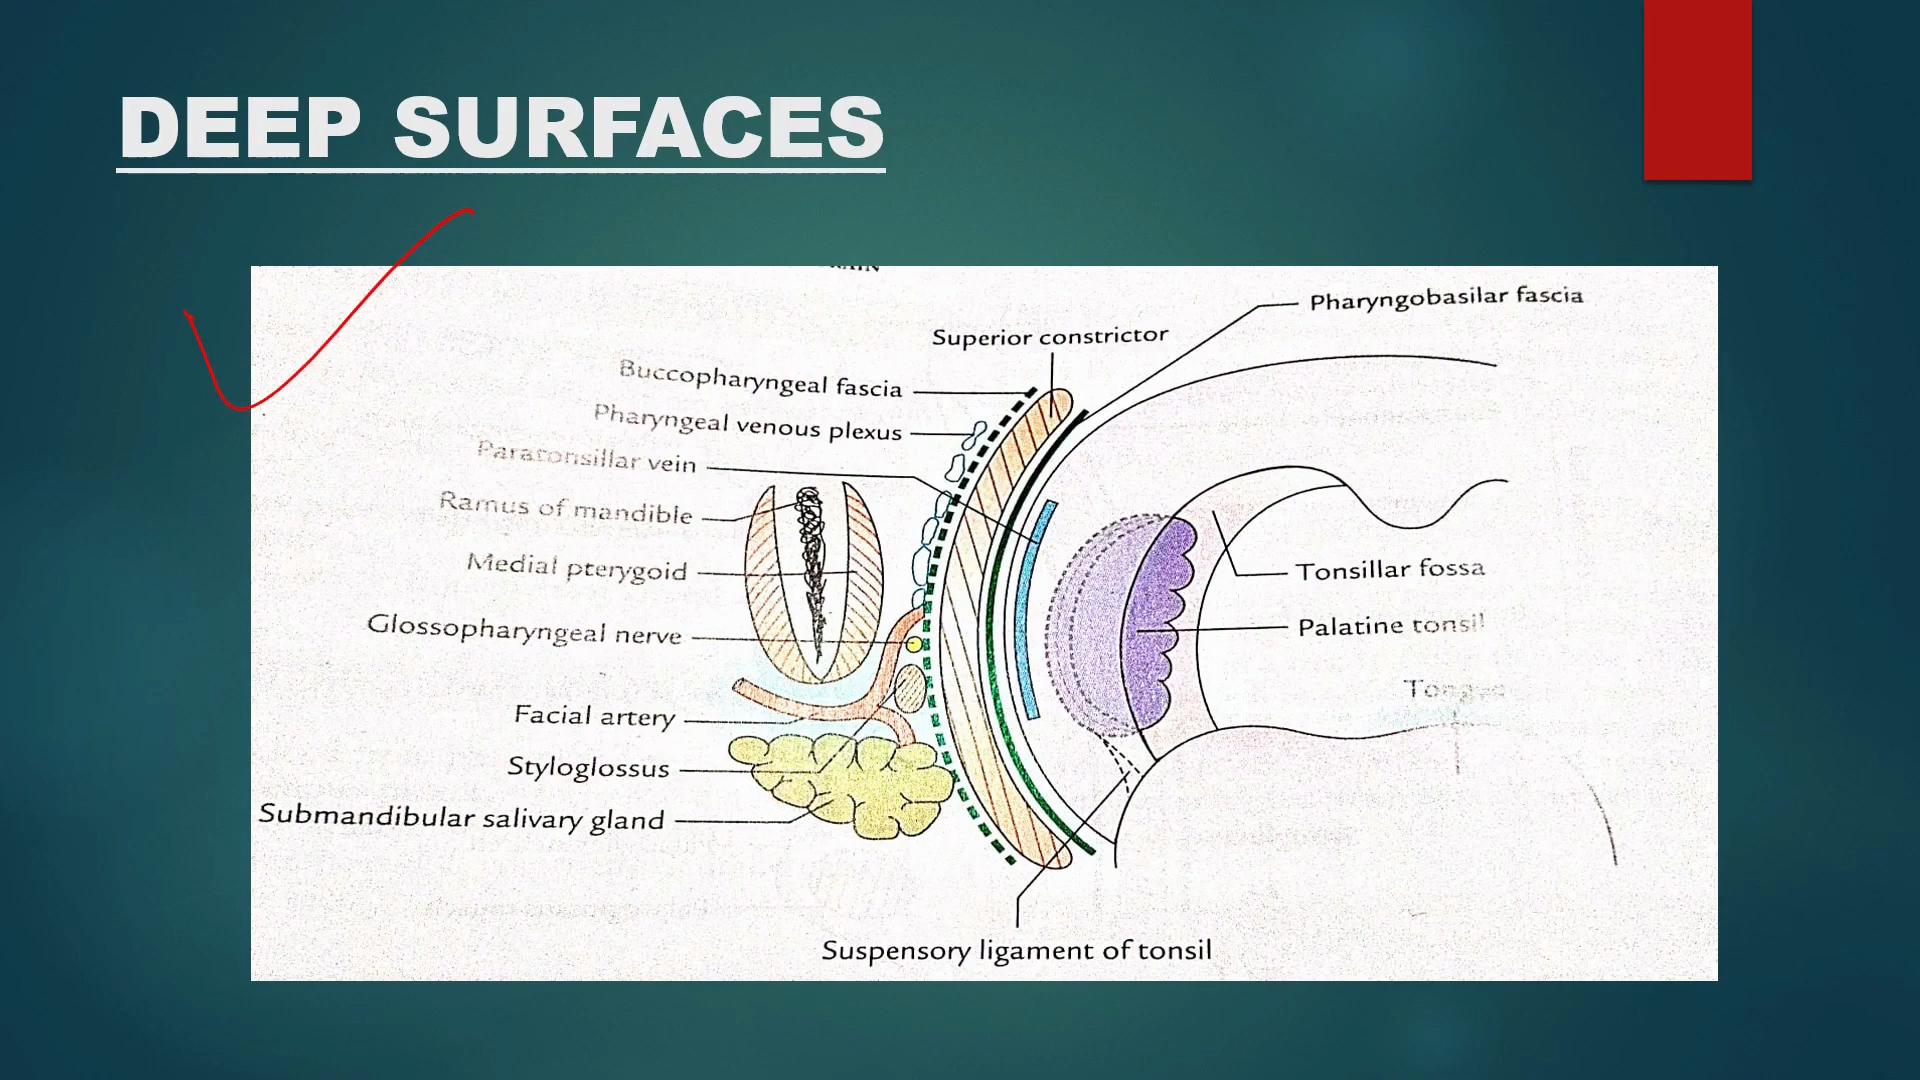 DEEP SURFACES
Pharyngobasilar fascia
Superior constrictor
Buccopharyngeal fascia
Pharyngeal venous plexus
Paratonsillar vein
Ramus of mandible
Medial pterygoid
Tonsillar fossa
Glossopharyngeal nerve
Palatine tonsil
Tongue
Facial artery
Styloglossus
Submandibular salivary gland
Suspensory ligament of tonsil